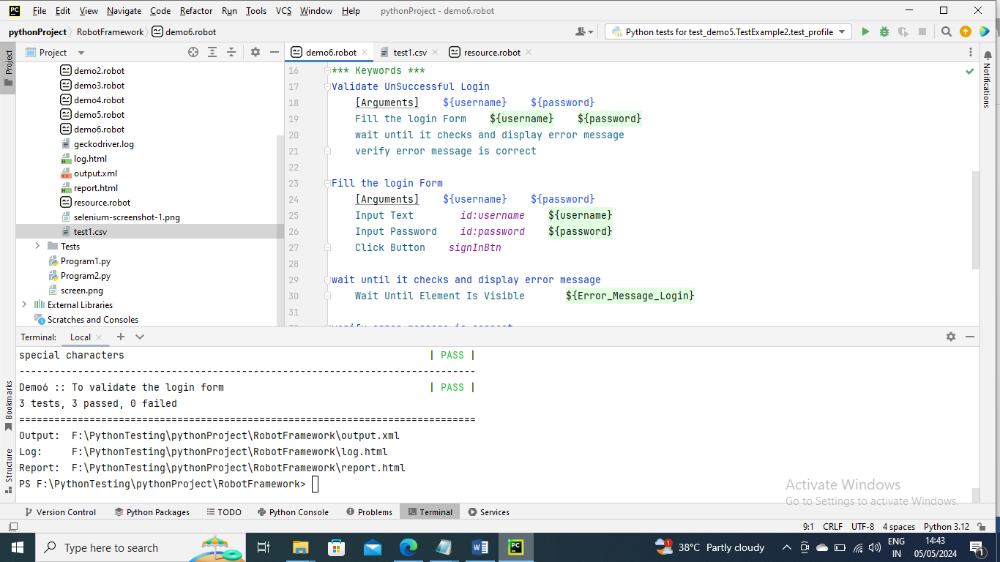 PC File Edit View Navigate Code Refactor Run Tools VCS Window Help pythonProject - demo6.robot
pythonProject RobotFramework demo6.robot Python tests for test_demo5.TestExample2.test_profile
Project
Project
demo6.robot test1.csv resource.robot
Notifications
demo2.robot
demo3.robot
demo4.robot
demo5.robot
demo6.robot
geckodriver.log
log.html
output.xml
report.html
resource.robot
selenium-screenshot-1.png
test1.csv
Tests
Program1.py
Program2.py
screen.png
External Libraries
Scratches and Consoles
16 *** Keywords ***
17 Validate UnSuccessful Login
18 [Arguments] ${username} ${password}
19 Fill the login Form ${username} ${password}
20 wait until it checks and display error message
21 verify error message is correct
22
23 Fill the login Form
24 [Arguments] ${username} ${password}
25 Input Text id:username ${username}
26 Input Password id:password ${password}
27 Click Button signInBtn
28
29 wait until it checks and display error message
30 Wait Until Element Is Visible ${Error_Message_Login}
31
verify error message is correct
Terminal: Local
special characters | PASS |
------------------------------------------------------------------------------
Demo6 :: To validate the login form | PASS |
3 tests, 3 passed, 0 failed
==============================================================================
Output: F:\PythonTesting\pythonProject\RobotFramework\output.xml
Log: F:\PythonTesting\pythonProject\RobotFramework\log.html
Report: F:\PythonTesting\pythonProject\RobotFramework\report.html
PS F:\PythonTesting\pythonProject\RobotFramework>
Bookmarks
Structure
Activate Windows
Go to Settings to activate Windows.
Version Control Python Packages TODO Python Console Problems Terminal Services
9:1 CRLF UTF-8 4 spaces Python 3.12
Type here to search
W
PC
1
38°C Partly cloudy
ENG
IN
14:43
05/05/2024
1